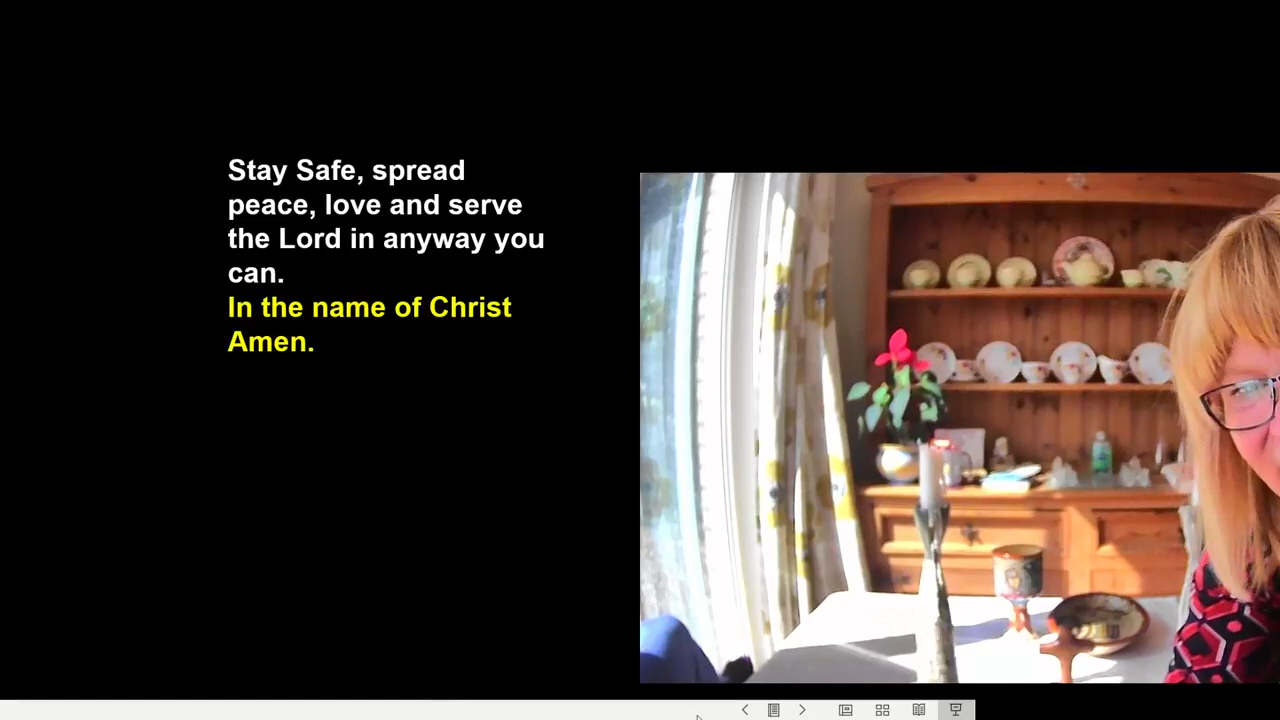 Stay Safe, spread
peace, love and serve
the Lord in anyway you
can.
In the name of Christ
Amen.